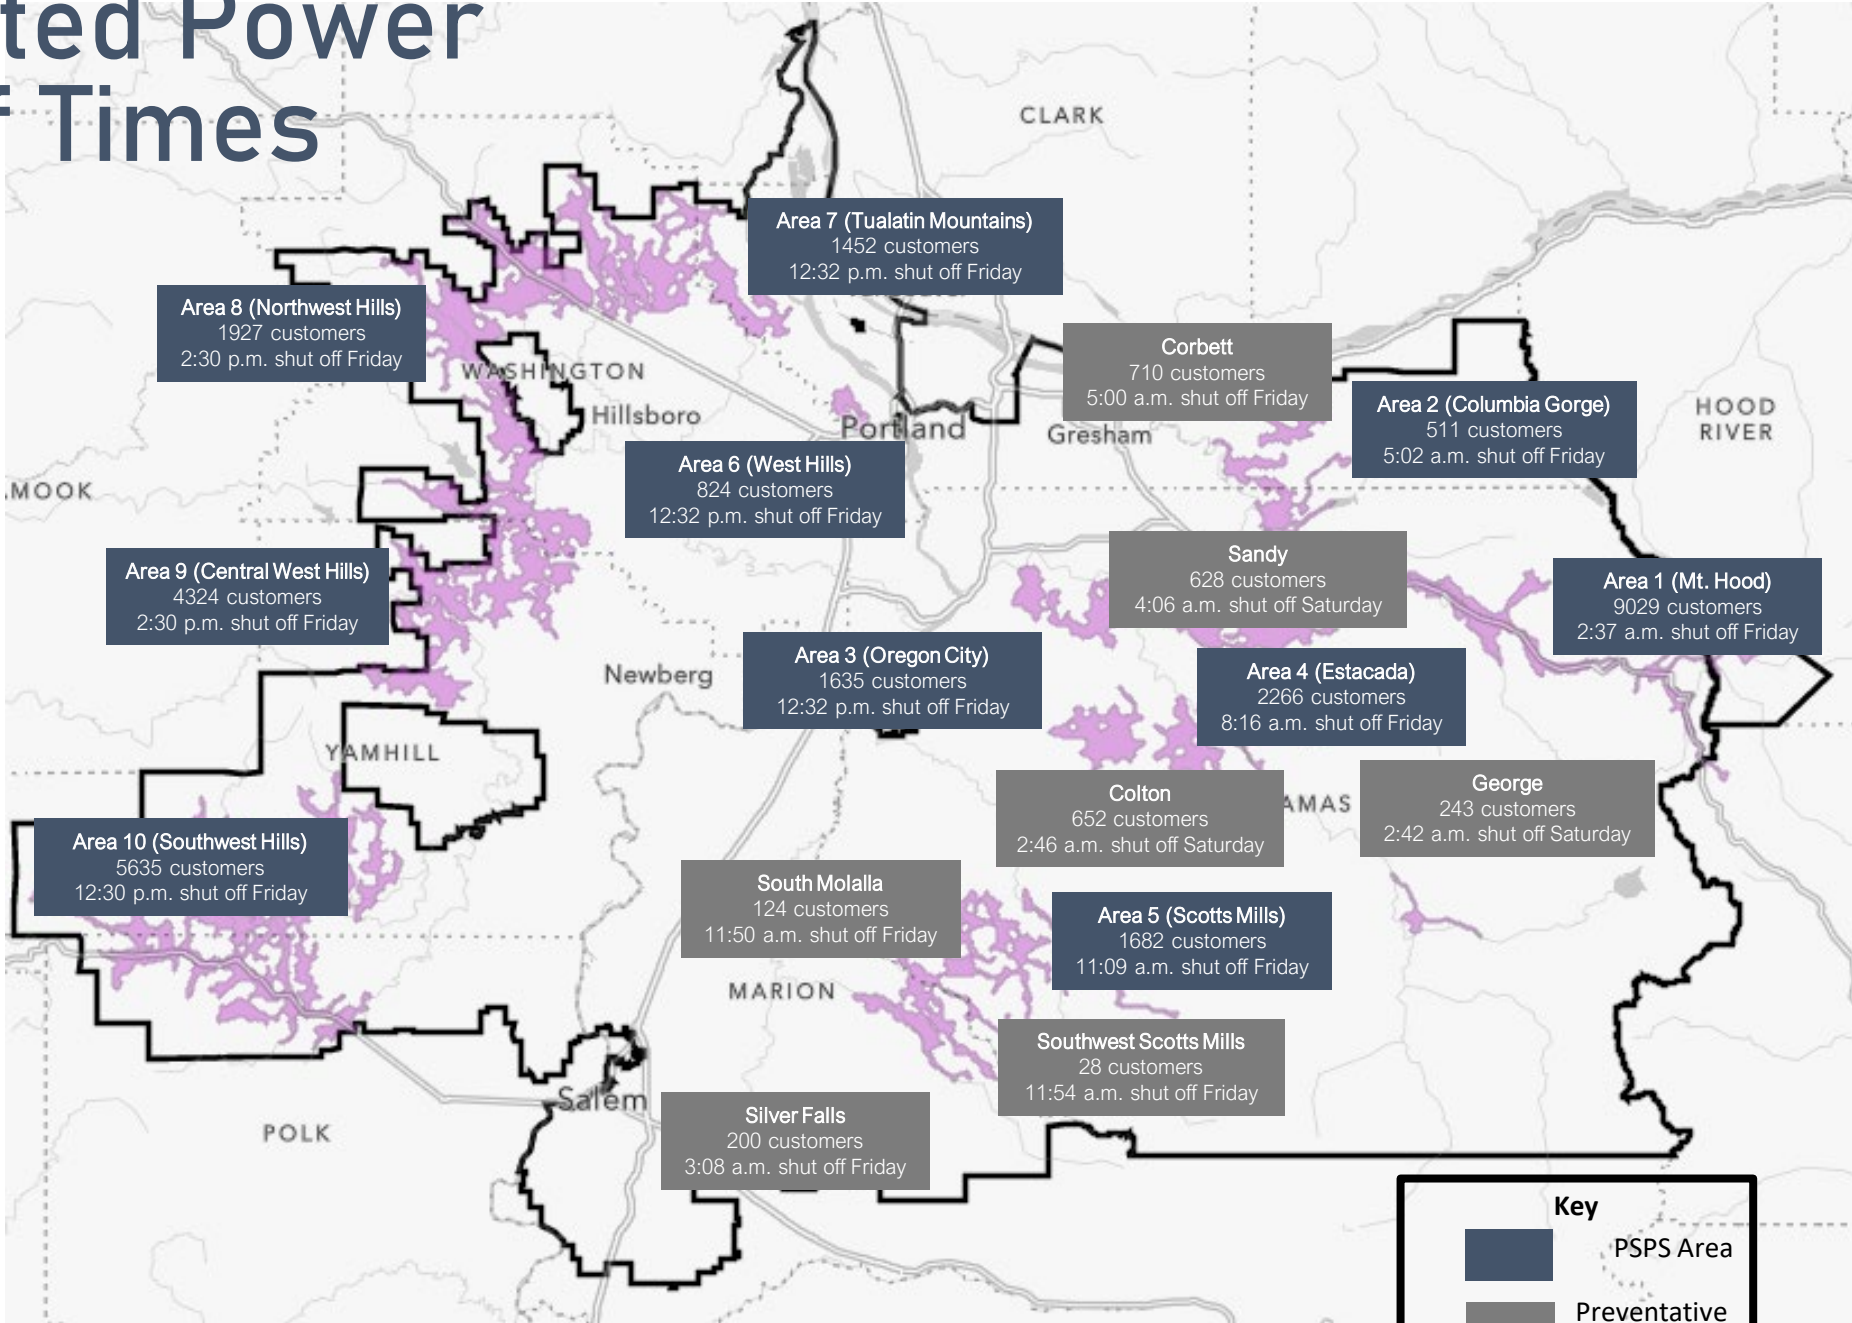 ted Power
f Times
CLARK
Area 7 (Tualatin Mountains)
1452 customers
12:32 p.m. shut off Friday
Area 8 (Northwest Hills)
1927 customers
2:30 p.m. shut off Friday
WASHINGTON
Hillsboro
Portland
Corbett
710 customers
5:00 a.m. shut off Friday
Gresham
Area 2 (Columbia Gorge)
511 customers
5:02 a.m. shut off Friday
HOOD
RIVER
Area 6 (West Hills)
824 customers
12:32 p.m. shut off Friday
AMOOK
Area 9 (Central West Hills)
4324 customers
2:30 p.m. shut off Friday
Sandy
628 customers
4:06 a.m. shut off Saturday
Area 1 (Mt. Hood)
9029 customers
2:37 a.m. shut off Friday
Newberg
Area 3 (Oregon City)
1635 customers
12:32 p.m. shut off Friday
Area 4 (Estacada)
2266 customers
8:16 a.m. shut off Friday
YAMHILL
Colton
652 customers
2:46 a.m. shut off Saturday
AMAS
George
243 customers
2:42 a.m. shut off Saturday
Area 10 (Southwest Hills)
5635 customers
12:30 p.m. shut off Friday
South Molalla
124 customers
11:50 a.m. shut off Friday
Area 5 (Scotts Mills)
1682 customers
11:09 a.m. shut off Friday
MARION
Southwest Scotts Mills
28 customers
11:54 a.m. shut off Friday
Salem
POLK
Silver Falls
200 customers
3:08 a.m. shut off Friday
Key
PSPS Area
Preventative